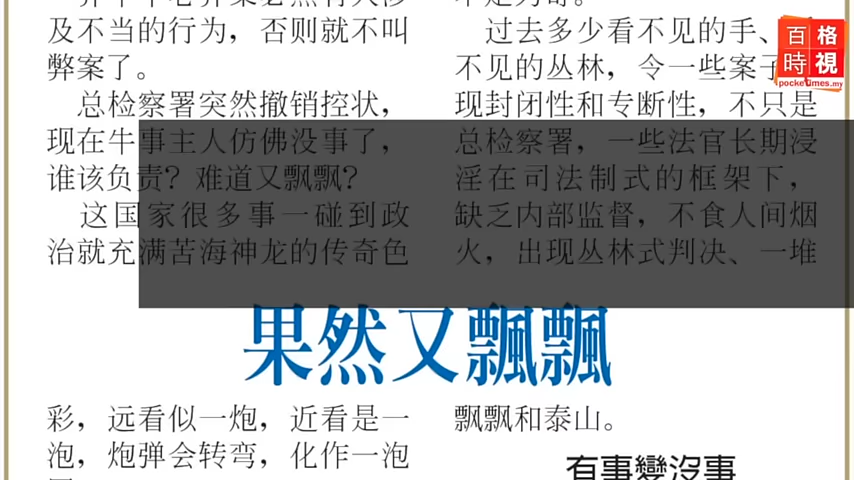 及不当的行为，否则就不叫
弊案了。
总检察署突然撤销控状，
现在牛事主人仿佛没事了，
谁该负责？难道又飘飘？
这国家很多事一碰到政
治就充满苦海神龙的传奇色
过去多少看不见的手、
不见的丛林，令一些案子
现封闭性和专断性，不只是
总检察署，一些法官长期浸
淫在司法制式的框架下，
缺乏内部监督，不食人间烟
火，出现丛林式判决、一堆
果然又飄飄
彩，远看似一炮，近看是一
泡，炮弹会转弯，化作一泡
飘飘和泰山。
有事變沒事
百格
時視
pocketimes.my